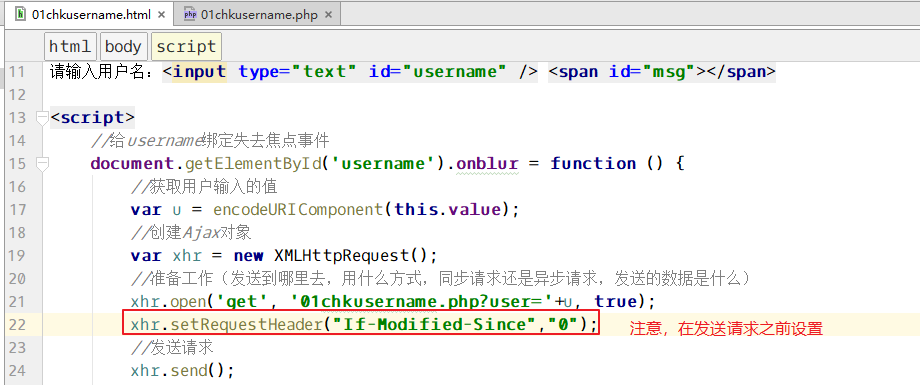 01chkusername.html × 01chkusername.php ×
html body script
11 请输入用户名：<input type="text" id="username" /> <span id="msg"></span>
12
13 <script>
14 //给username绑定失去焦点事件
15 document.getElementById('username').onblur = function () {
16 //获取用户输入的值
17 var u = encodeURIComponent(this.value);
18 //创建Ajax对象
19 var xhr = new XMLHttpRequest();
20 //准备工作（发送到哪里去，用什么方式，同步请求还是异步请求，发送的数据是什么）
21 xhr.open('get', '01chkusername.php?user='+u, true);
22 xhr.setRequestHeader("If-Modified-Since","0"); 注意，在发送请求之前设置
23 //发送请求
24 xhr.send();